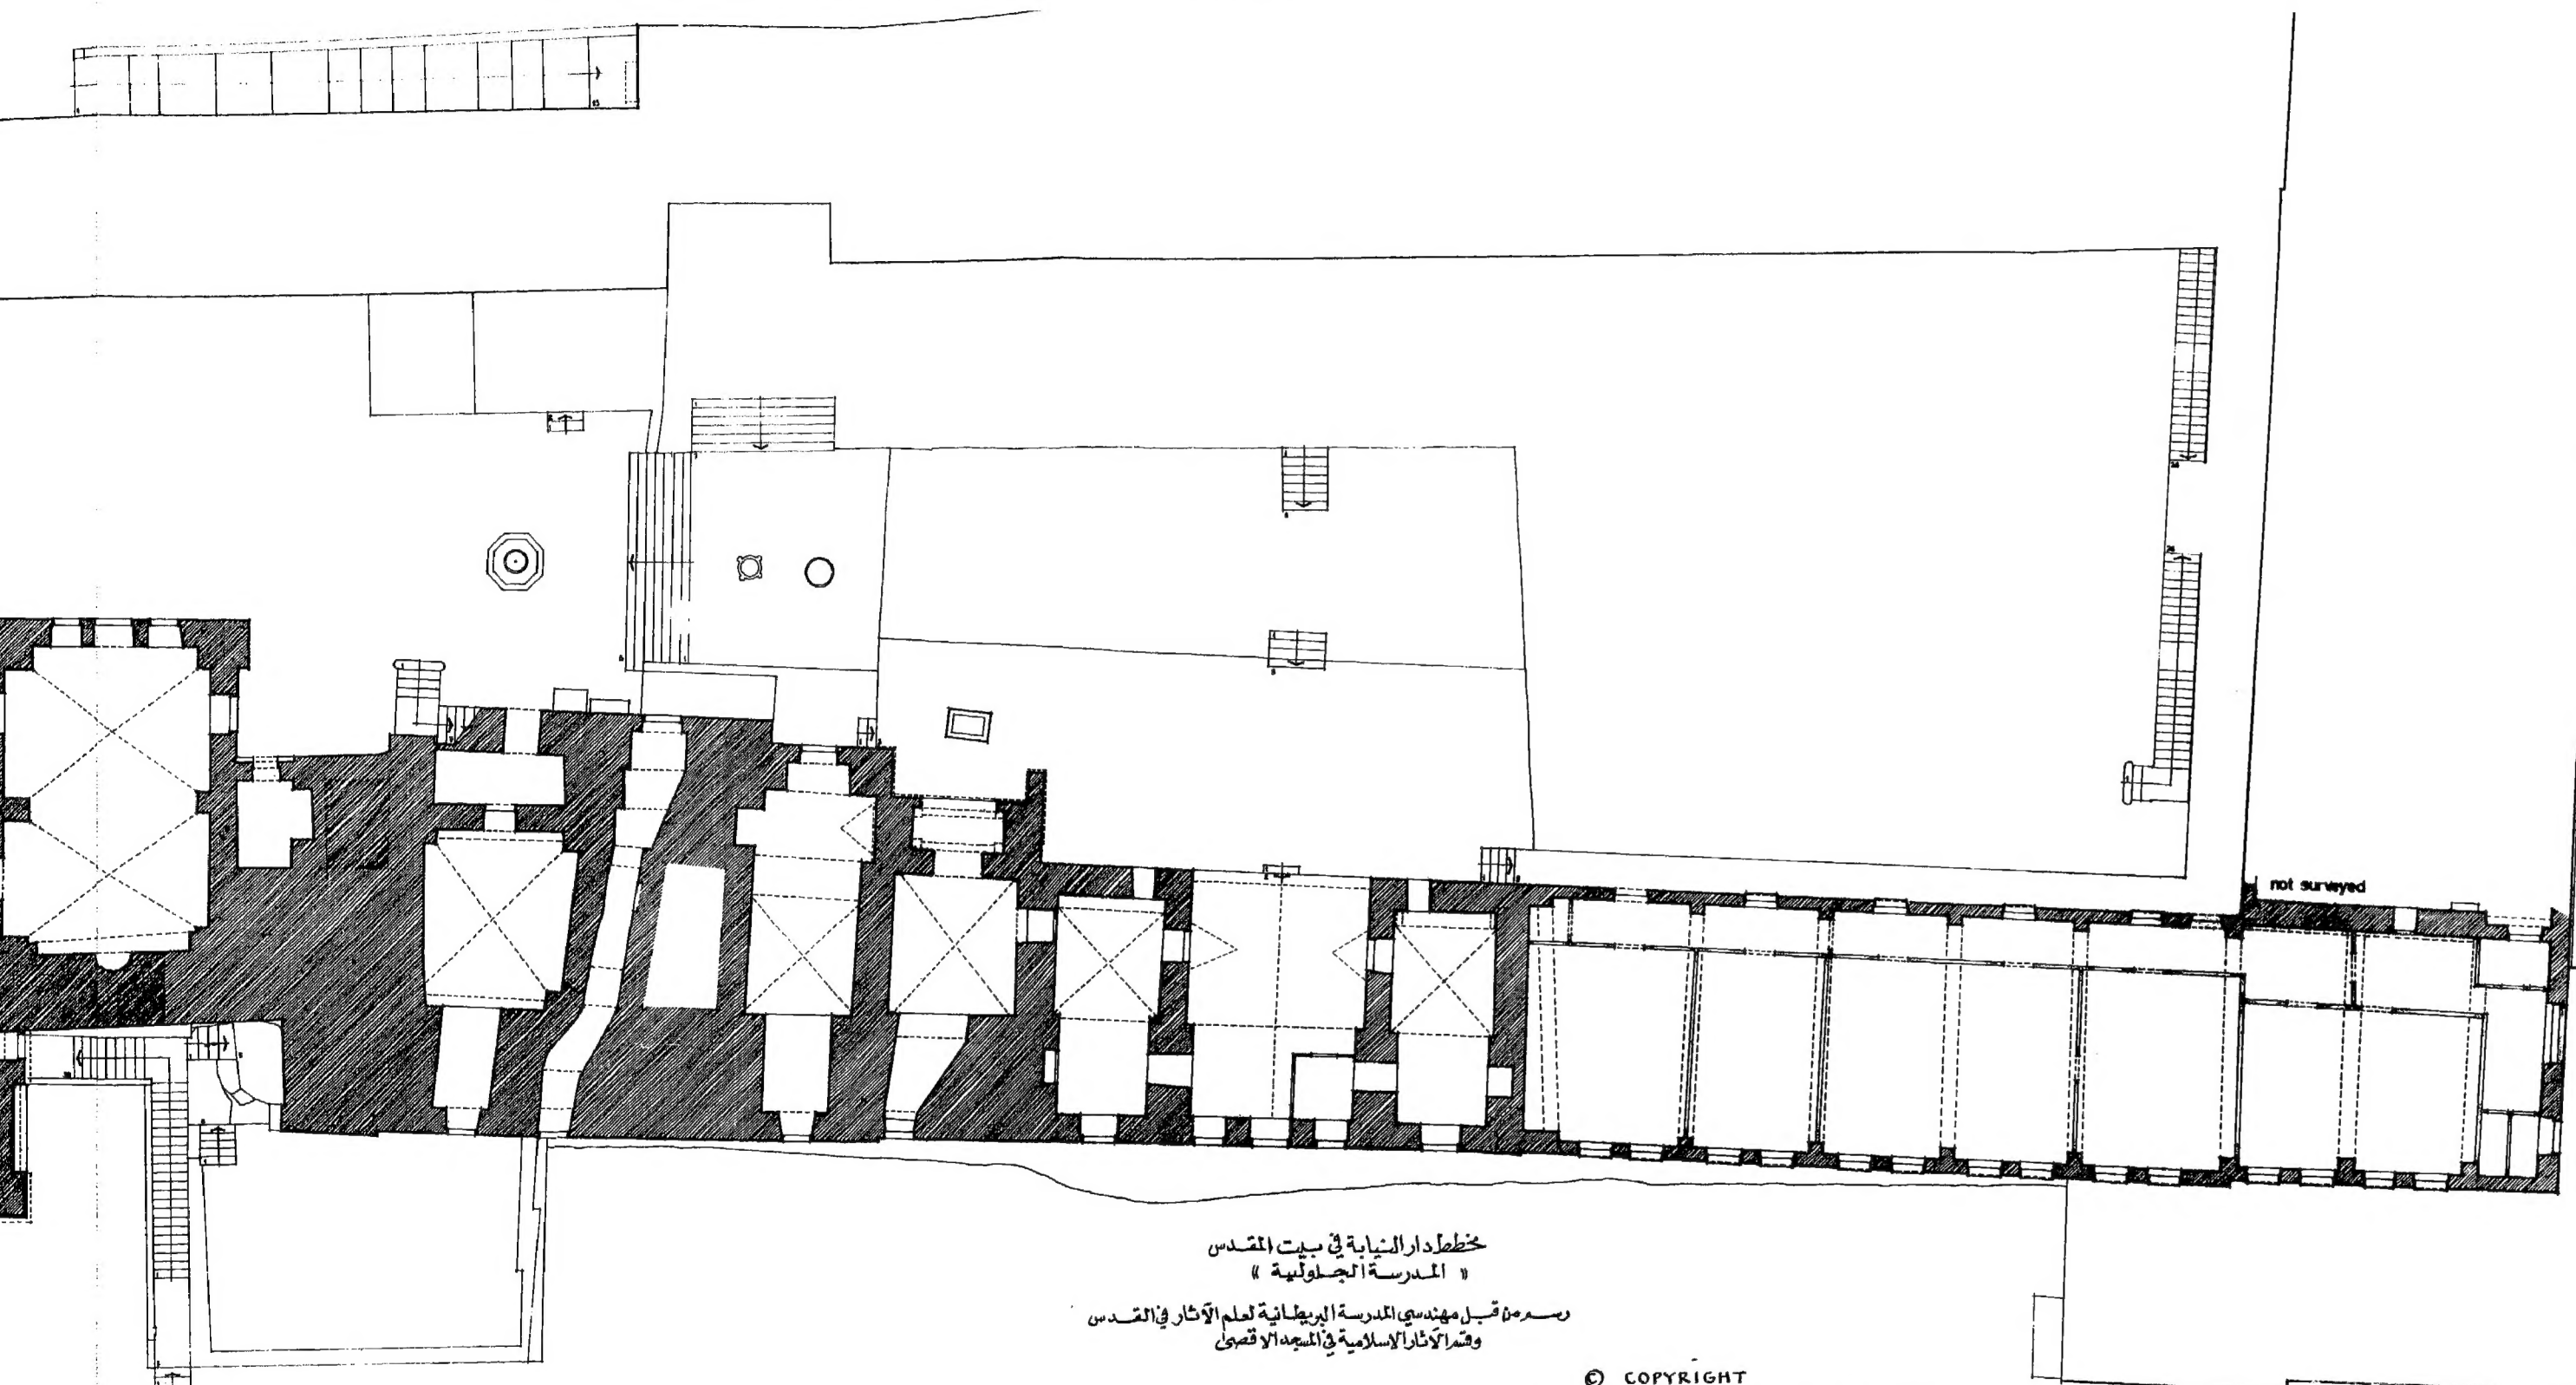 not surveyed
مخطط دار النيابة في بيت المقدس
" المدرسة الجاولية "
رسم من قبل مهندسي المدرسة البريطانية لعلم الآثار في القدس
وقسم الآثار الاسلامية في المسجد الاقصى
© COPYRIGHT